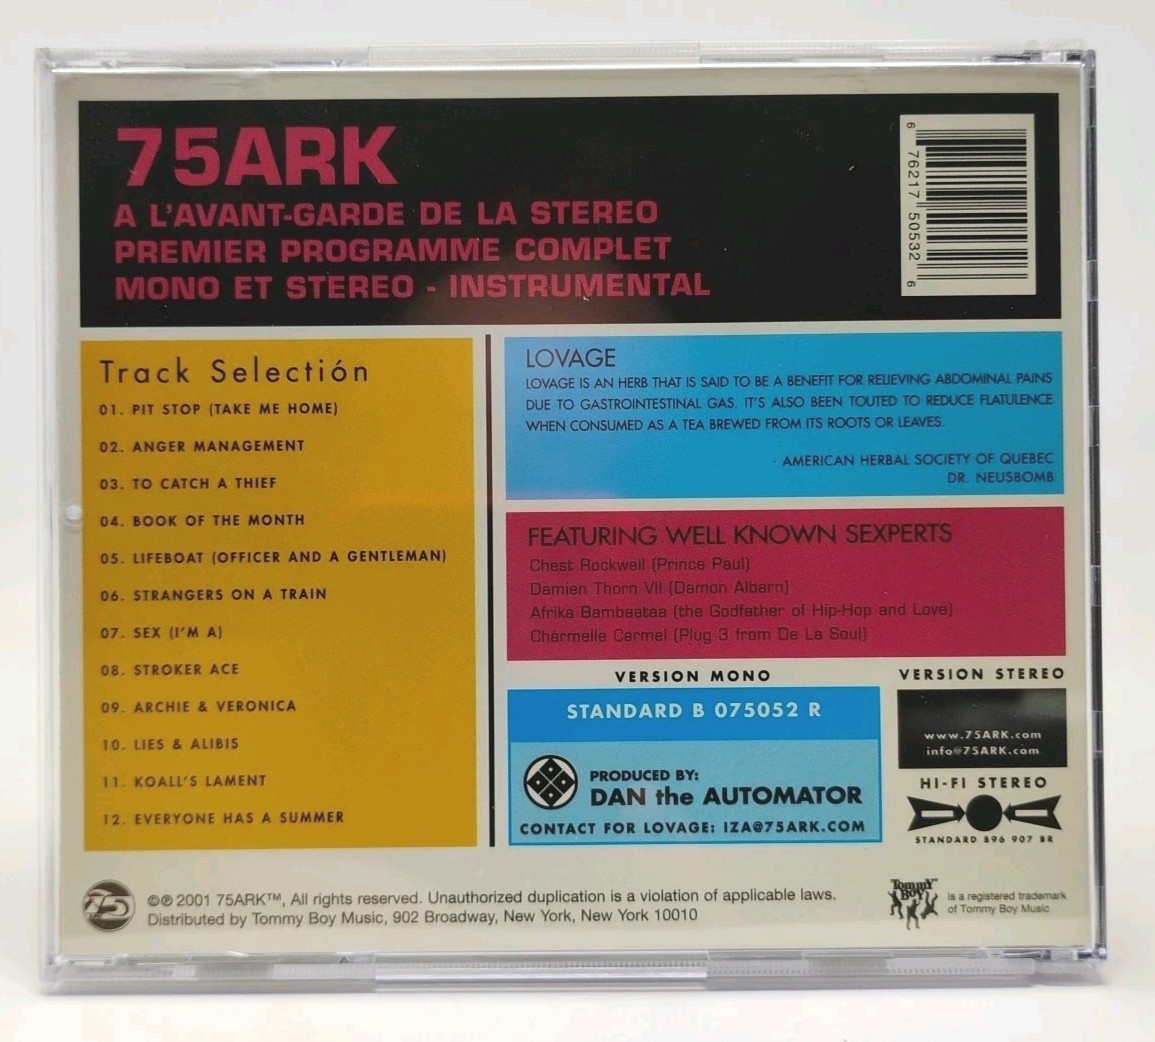 75ARK
A L'AVANT-GARDE DE LA STEREO
PREMIER PROGRAMME COMPLET
MONO ET STEREO - INSTRUMENTAL
6 76217 50532 6
Track Selectión
01. PIT STOP (TAKE ME HOME)
02. ANGER MANAGEMENT
03. TO CATCH A THIEF
04. BOOK OF THE MONTH
05. LIFEBOAT (OFFICER AND A GENTLEMAN)
06. STRANGERS ON A TRAIN
07. SEX (I'M A)
08. STROKER ACE
09. ARCHIE & VERONICA
10. LIES & ALIBIS
11. KOALL'S LAMENT
12. EVERYONE HAS A SUMMER
LOVAGE
LOVAGE IS AN HERB THAT IS SAID TO BE A BENEFIT FOR RELIEVING ABDOMINAL PAINS
DUE TO GASTROINTESTINAL GAS. IT'S ALSO BEEN TOUTED TO REDUCE FLATULENCE
WHEN CONSUMED AS A TEA BREWED FROM ITS ROOTS OR LEAVES.
- AMERICAN HERBAL SOCIETY OF QUEBEC
DR. NEUSBOMB
FEATURING WELL KNOWN SEXPERTS
Chest Rockwell (Prince Paul)
Damien Thorn VII (Damon Albarn)
Afrika Bambaataa (the Godfather of Hip-Hop and Love)
Chármelle Carmel (Plug 3 from De La Soul)
VERSION MONO
STANDARD B 075052 R
PRODUCED BY:
DAN the AUTOMATOR
CONTACT FOR LOVAGE: IZA@75ARK.COM
VERSION STEREO
www.75ARK.com
info@75ARK.com
HI-FI STEREO
STANDARD 896 907 BR
75
©℗ 2001 75ARK™, All rights reserved. Unauthorized duplication is a violation of applicable laws.
Distributed by Tommy Boy Music, 902 Broadway, New York, New York 10010
Tommy
Boy
is a registered trademark
of Tommy Boy Music